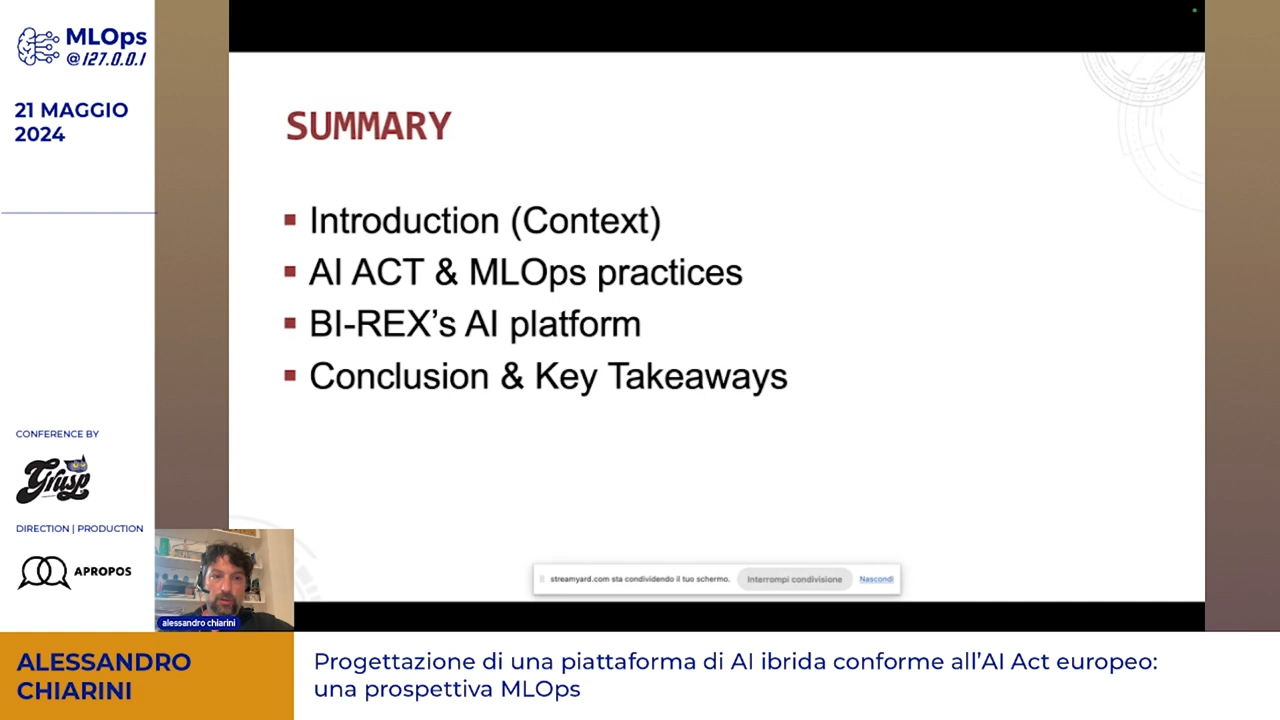 MLOps
@127.0.0.1
21 MAGGIO
2024
SUMMARY
Introduction (Context)
AI ACT & MLOps practices
BI-REX’s AI platform
Conclusion & Key Takeaways
CONFERENCE BY
Grusp
DIRECTION | PRODUCTION
APROPOS
alessandro chiarini
streamyard.com sta condividendo il tuo schermo.
Interrompi condivisione
Nascondi
ALESSANDRO
CHIARINI
Progettazione di una piattaforma di AI ibrida conforme all’AI Act europeo:
una prospettiva MLOps